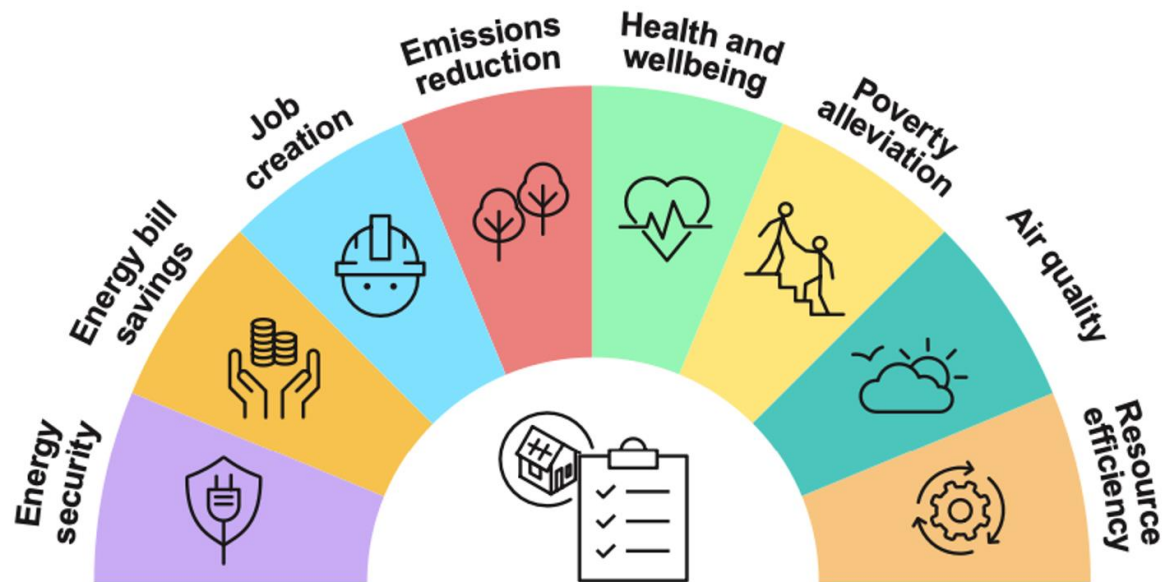 Energy
security
Energy bill
savings
Job
creation
Emissions
reduction
Health and
wellbeing
Poverty
alleviation
Air quality
Resource
efficiency